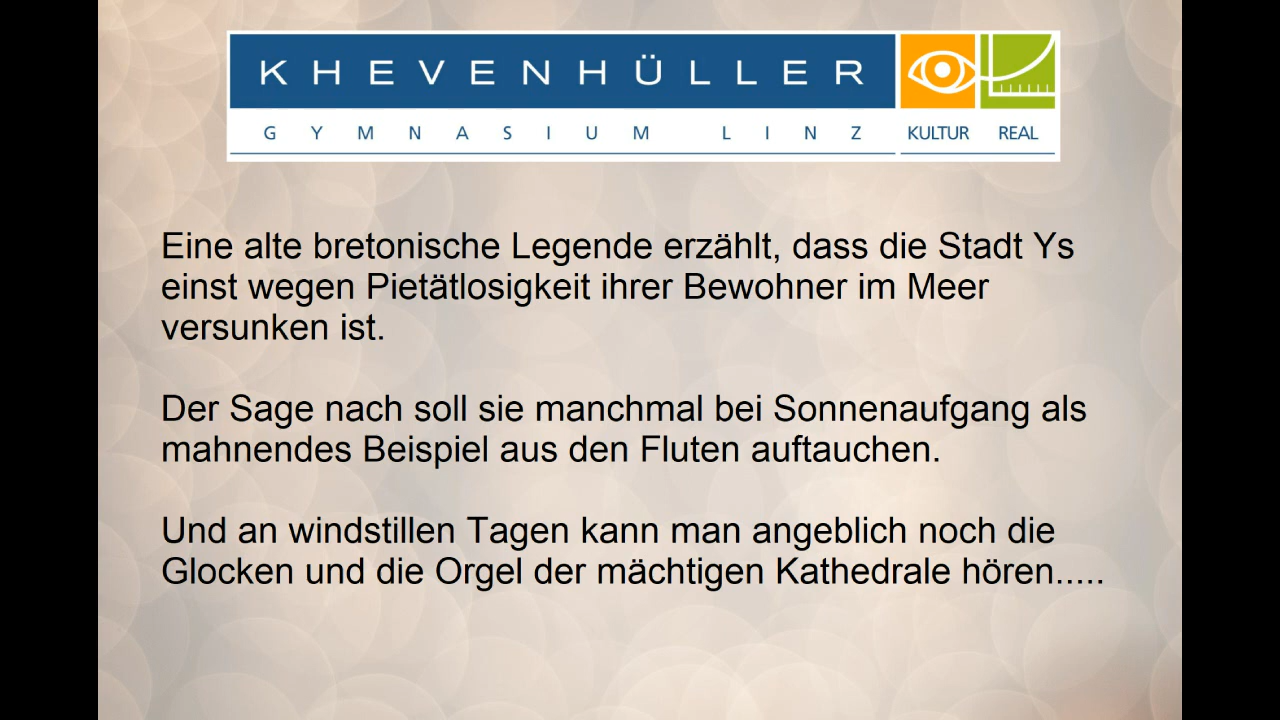 KHEVENHÜLLER
GYMNASIUM LINZ KULTUR REAL
Eine alte bretonische Legende erzählt, dass die Stadt Ys
einst wegen Pietätlosigkeit ihrer Bewohner im Meer
versunken ist.
Der Sage nach soll sie manchmal bei Sonnenaufgang als
mahnendes Beispiel aus den Fluten auftauchen.
Und an windstillen Tagen kann man angeblich noch die
Glocken und die Orgel der mächtigen Kathedrale hören.....